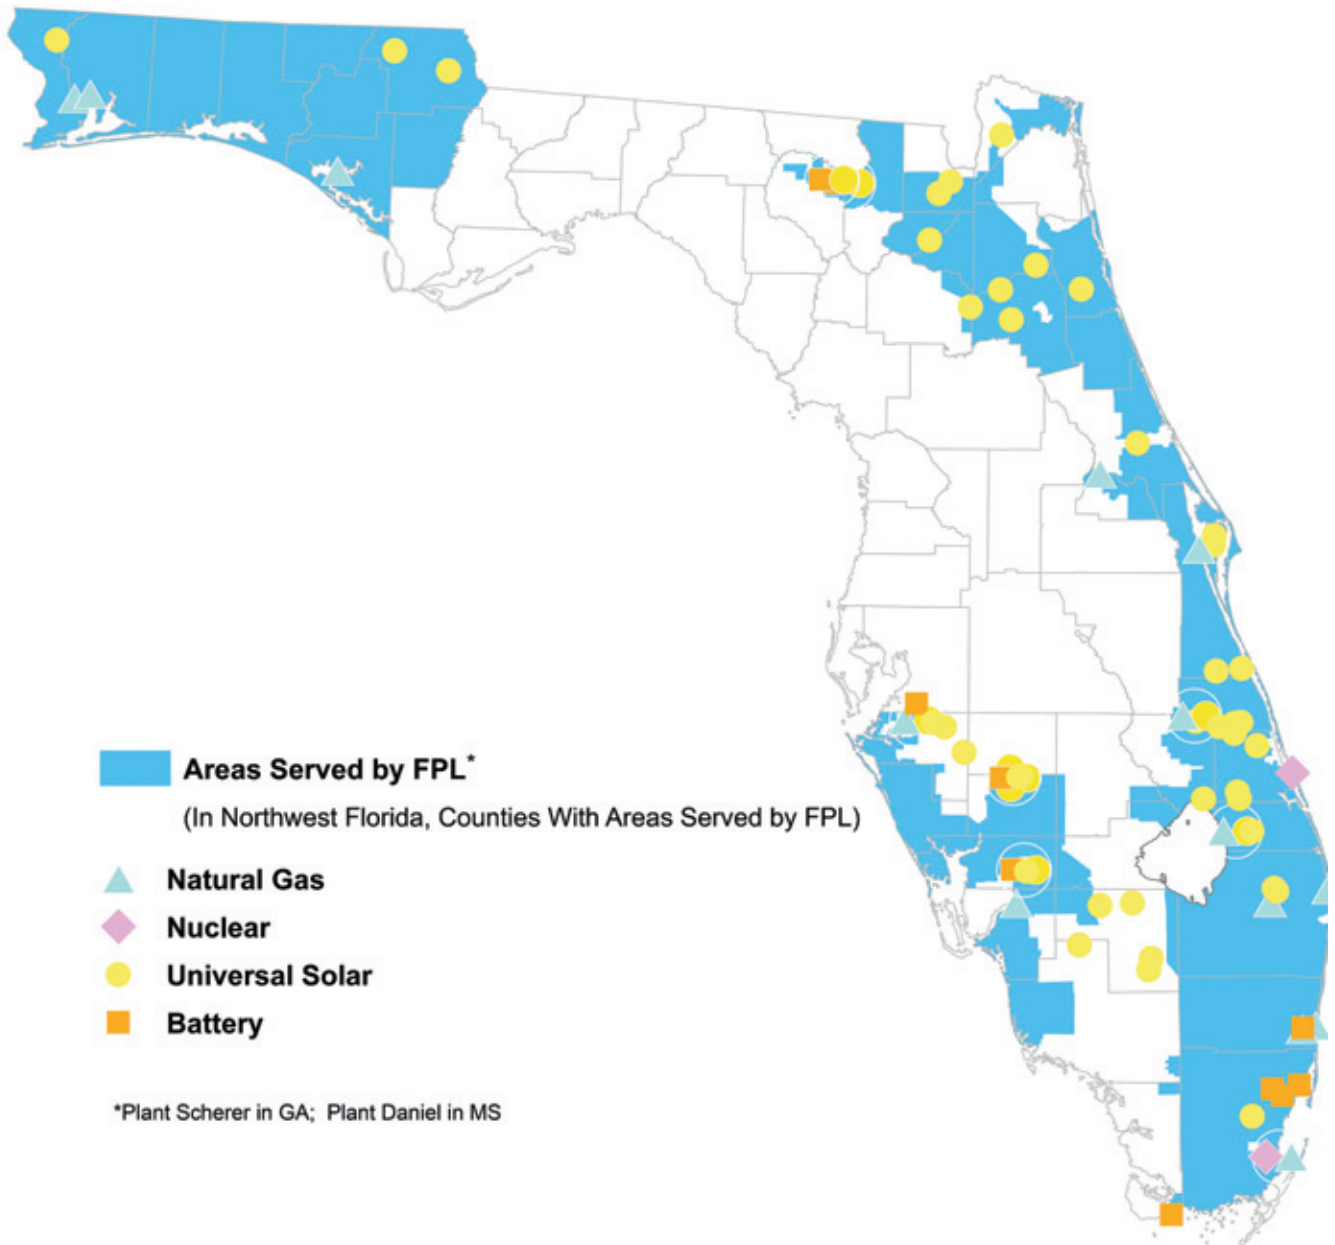 Areas Served by FPL*
(In Northwest Florida, Counties With Areas Served by FPL)
Natural Gas
Nuclear
Universal Solar
Battery
*Plant Scherer in GA; Plant Daniel in MS